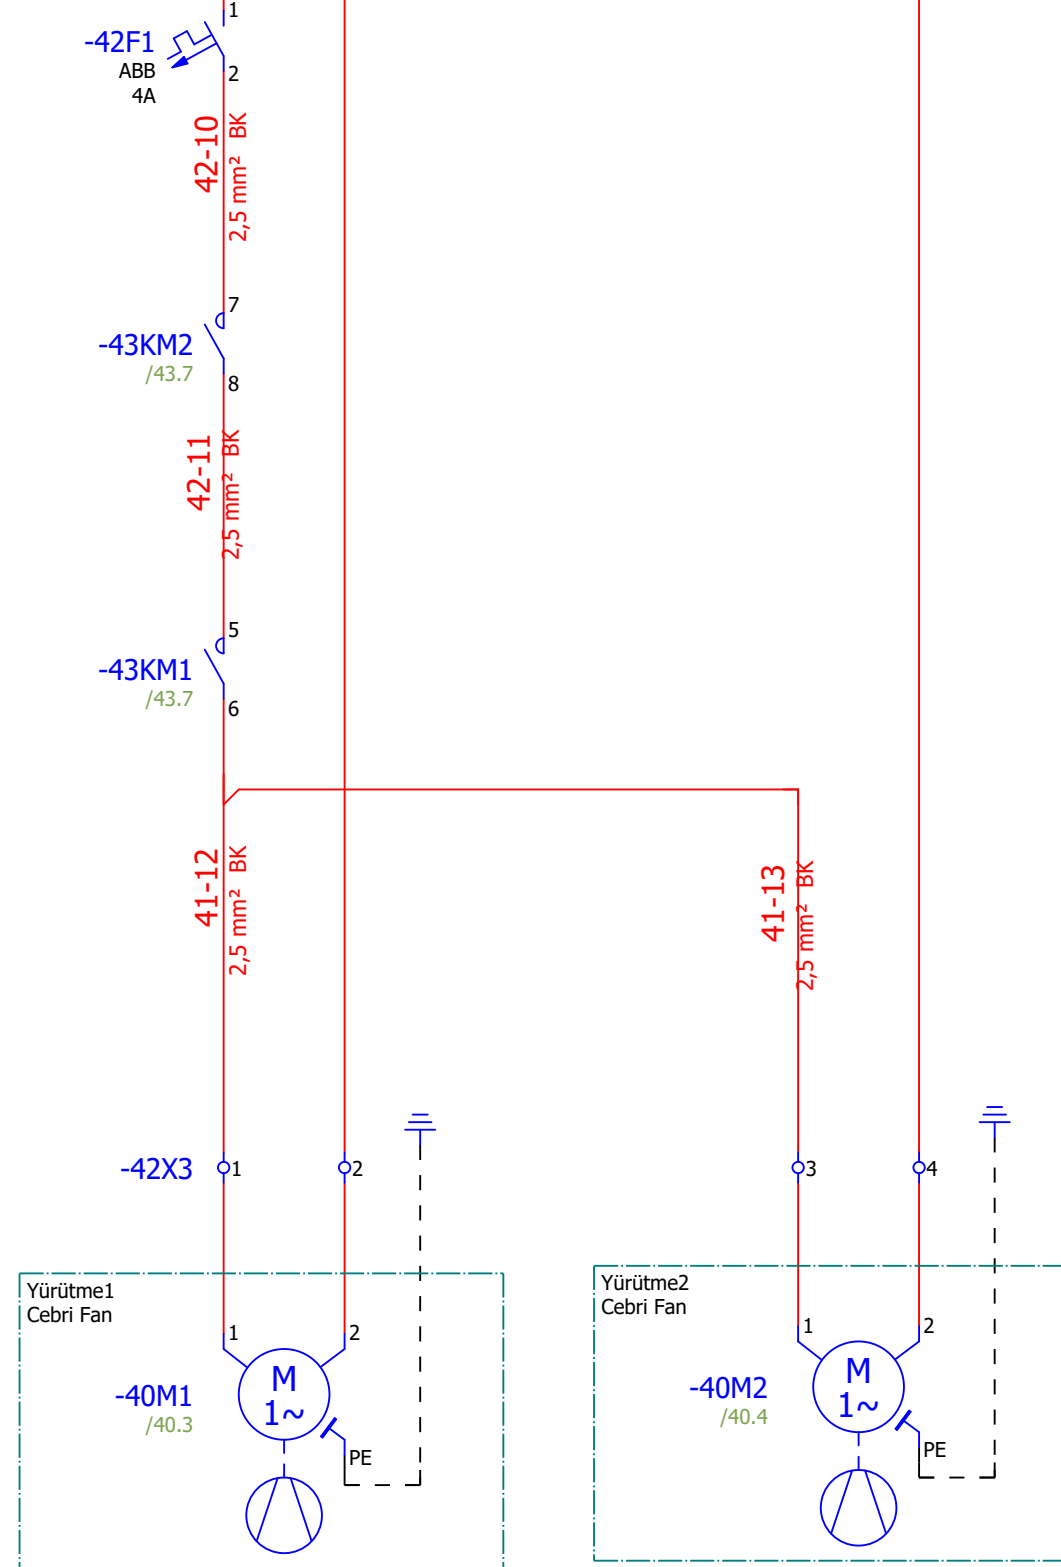 1
-42F1
ABB
4A
2
42-10
2,5 mm² BK
7
-43KM2
/43.7
8
42-11
2,5 mm² BK
5
-43KM1
/43.7
6
41-12
2,5 mm² BK
41-13
2,5 mm² BK
-42X3
1
2
3
4
Yürütme1
Cebri Fan
1
2
M
1~
-40M1
/40.3
PE
Yürütme2
Cebri Fan
1
2
M
1~
-40M2
/40.4
PE